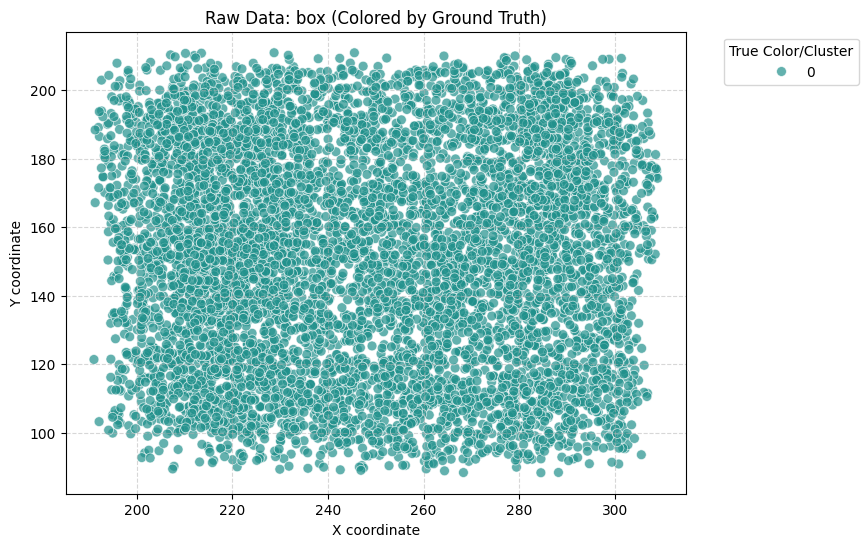 Raw Data: box (Colored by Ground Truth)
True Color/Cluster
0
Y coordinate
200
180
160
140
120
100
200 220 240 260 280 300
X coordinate